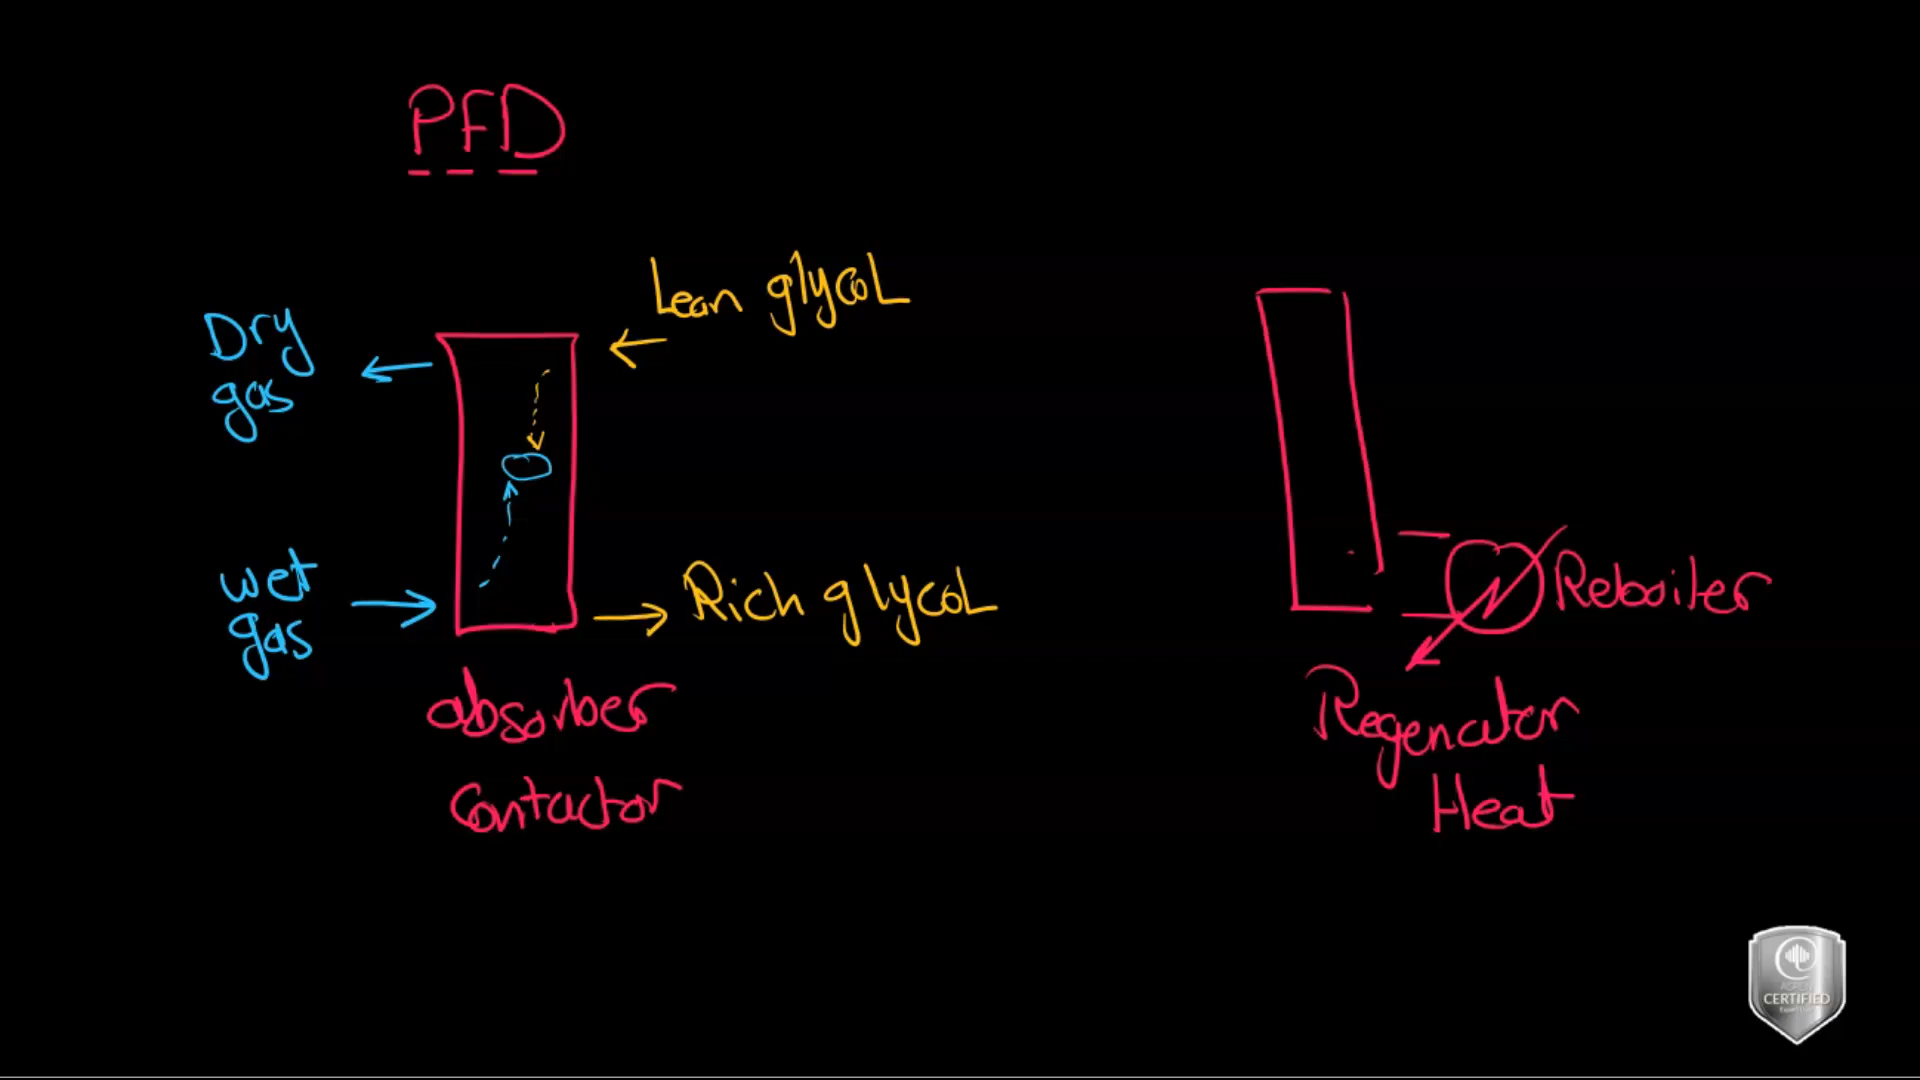 PFD
Lean glycol
Dry
gas
wet
gas
Rich glycol
Reboiler
absorber
Contactor
Regenator
Heat
CERTIFIED